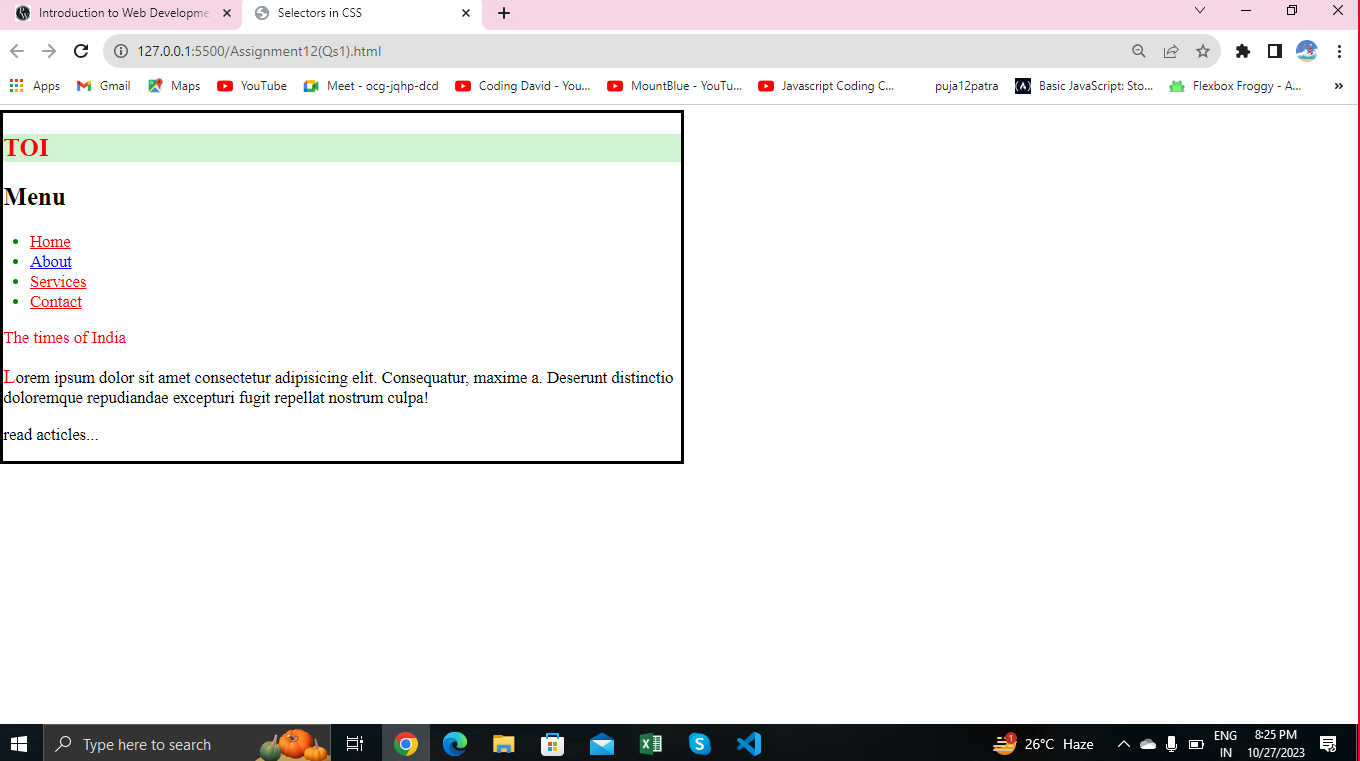 Introduction to Web Developme
Selectors in CSS
127.0.0.1:5500/Assignment12(Qs1).html
Apps Gmail Maps YouTube Meet - ocg-jqhp-dcd Coding David - You... MountBlue - YouTu... Javascript Coding C... puja12patra (A) Basic JavaScript: Sto... Flexbox Froggy - A... »
TOI
Menu
Home
About
Services
Contact
The times of India
Lorem ipsum dolor sit amet consectetur adipisicing elit. Consequatur, maxime a. Deserunt distinctio
doloremque repudiandae excepturi fugit repellat nostrum culpa!
read acticles...
Type here to search
1
26°C Haze
ENG
IN
8:25 PM
10/27/2023